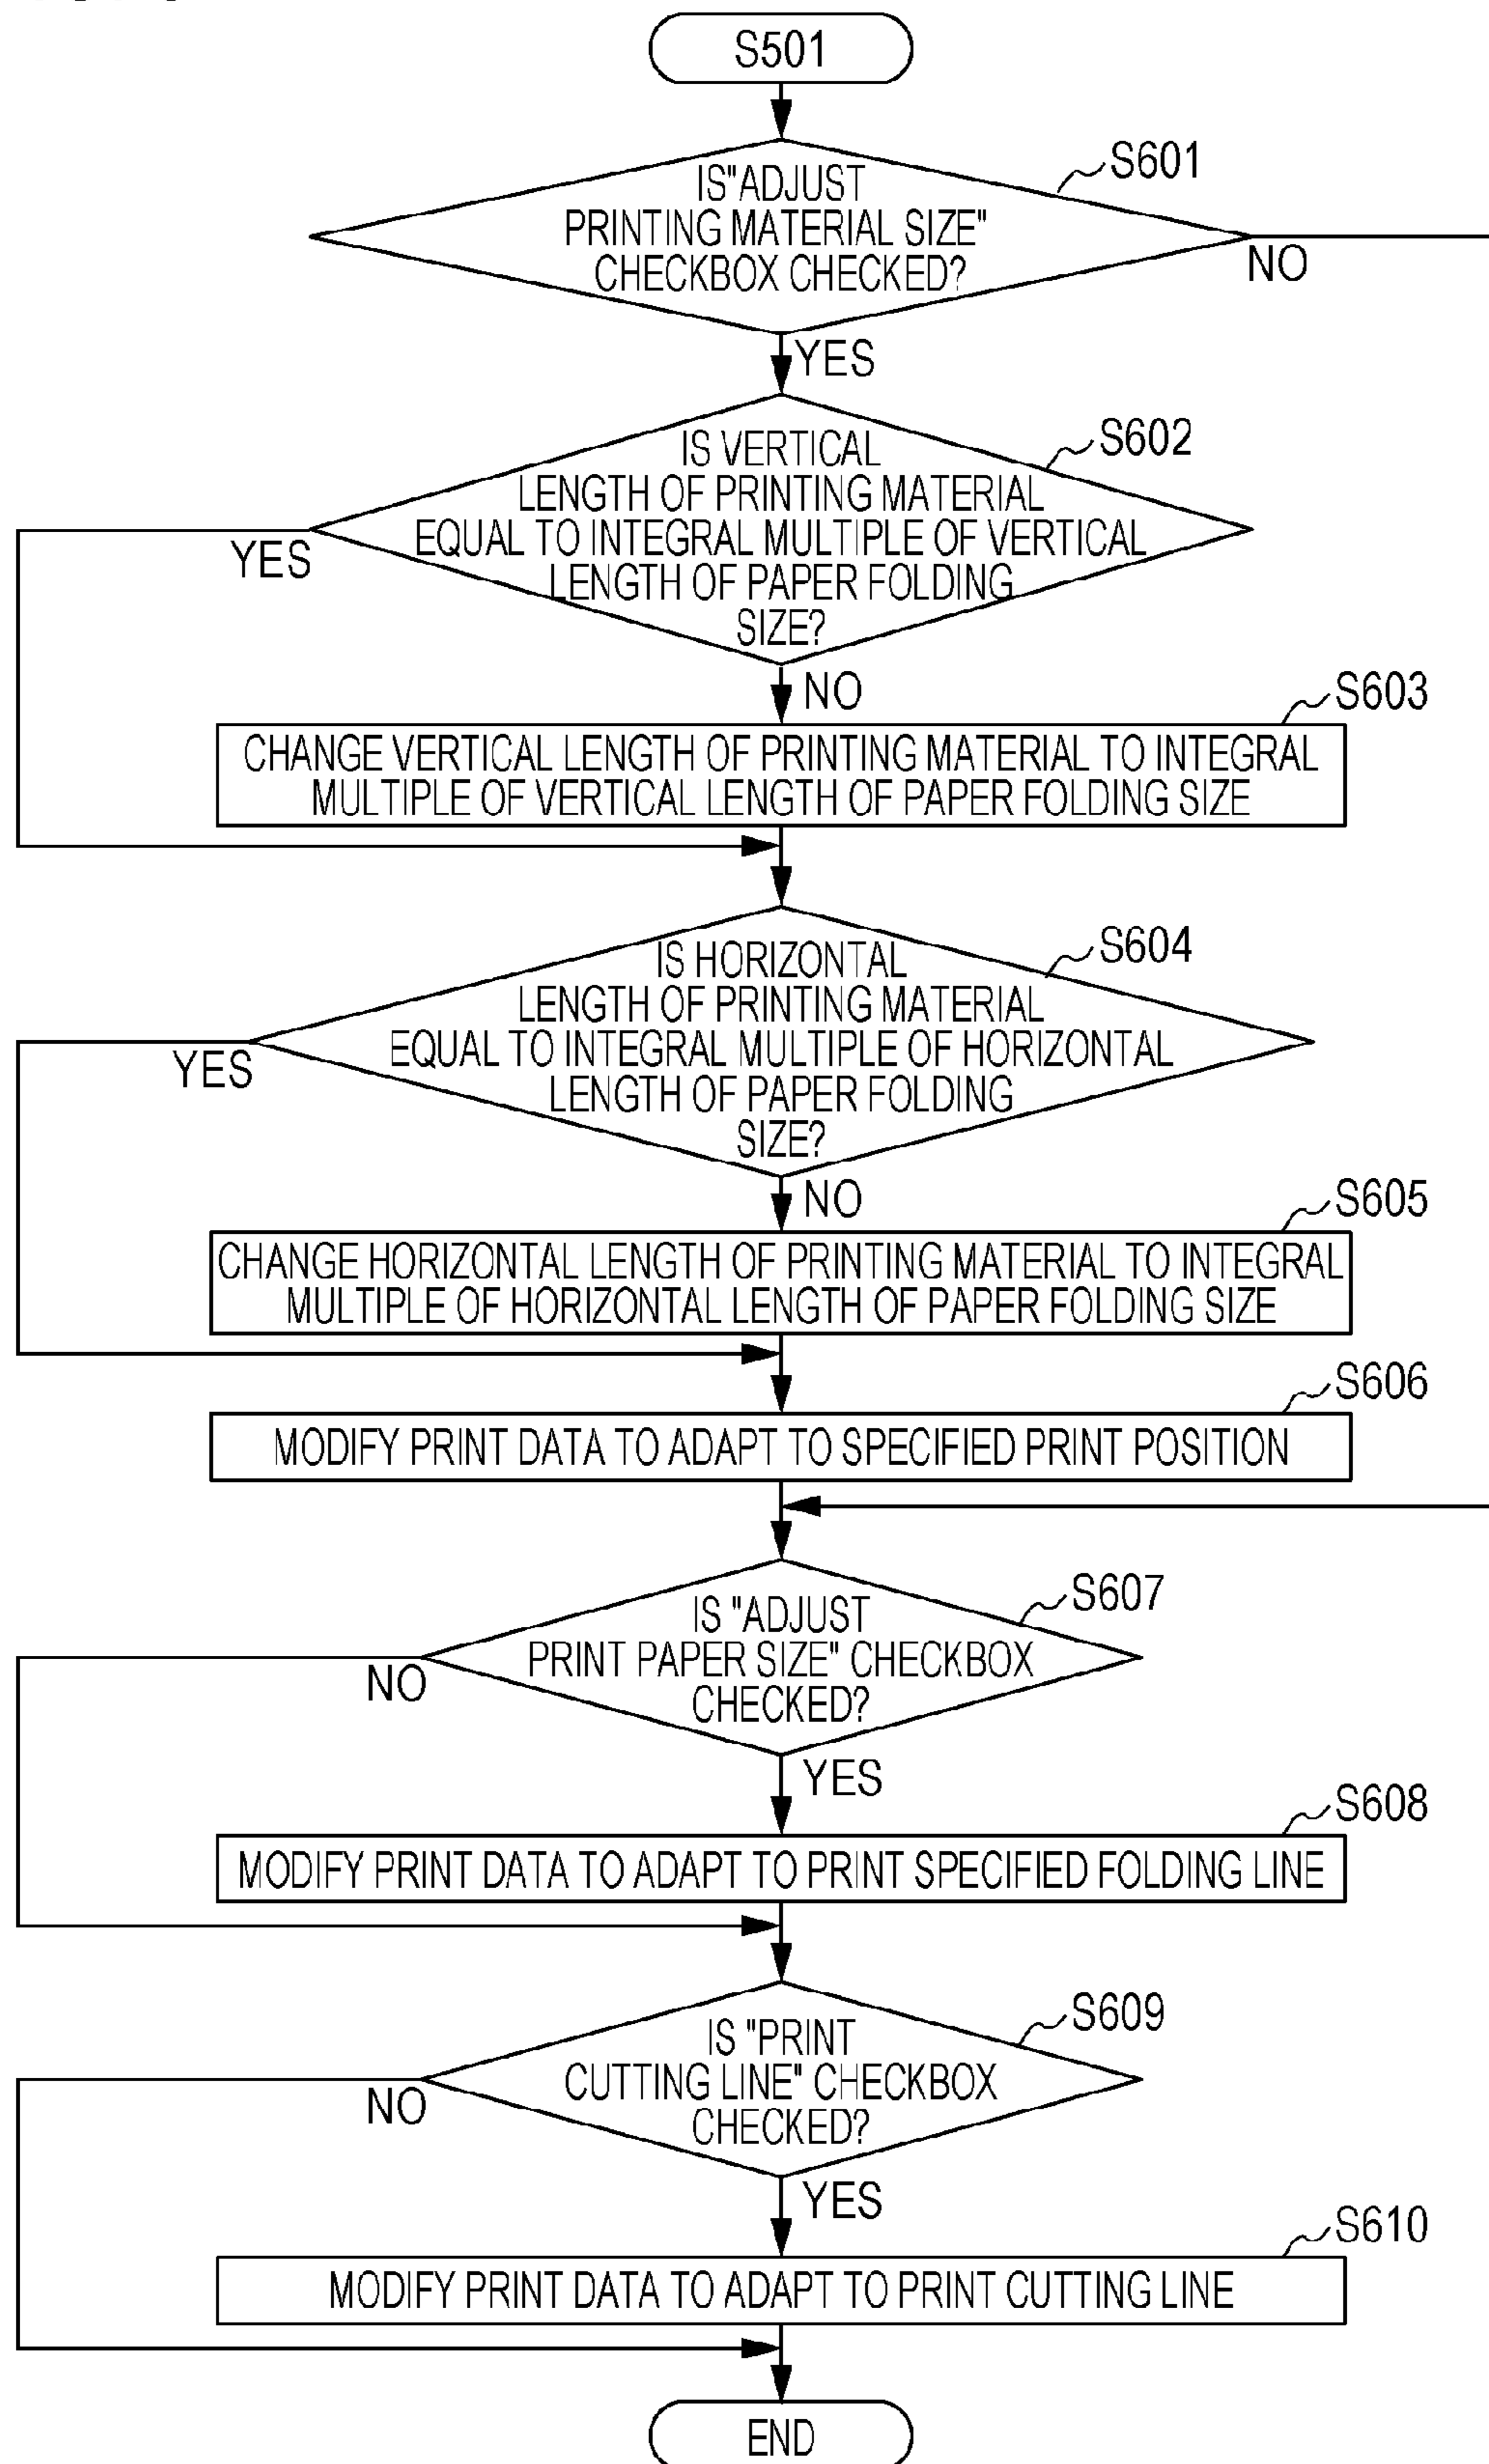 S501
S601
IS"ADJUST
PRINTING MATERIAL SIZE"
CHECKBOX CHECKED?
NO
YES
S602
IS VERTICAL
LENGTH OF PRINTING MATERIAL
EQUAL TO INTEGRAL MULTIPLE OF VERTICAL
LENGTH OF PAPER FOLDING
SIZE?
YES
NO
S603
CHANGE VERTICAL LENGTH OF PRINTING MATERIAL TO INTEGRAL
MULTIPLE OF VERTICAL LENGTH OF PAPER FOLDING SIZE
S604
IS HORIZONTAL
LENGTH OF PRINTING MATERIAL
EQUAL TO INTEGRAL MULTIPLE OF HORIZONTAL
LENGTH OF PAPER FOLDING
SIZE?
YES
NO
S605
CHANGE HORIZONTAL LENGTH OF PRINTING MATERIAL TO INTEGRAL
MULTIPLE OF HORIZONTAL LENGTH OF PAPER FOLDING SIZE
S606
MODIFY PRINT DATA TO ADAPT TO SPECIFIED PRINT POSITION
S607
IS "ADJUST
PRINT PAPER SIZE" CHECKBOX
CHECKED?
NO
YES
S608
MODIFY PRINT DATA TO ADAPT TO PRINT SPECIFIED FOLDING LINE
S609
IS "PRINT
CUTTING LINE" CHECKBOX
CHECKED?
NO
YES
S610
MODIFY PRINT DATA TO ADAPT TO PRINT CUTTING LINE
END